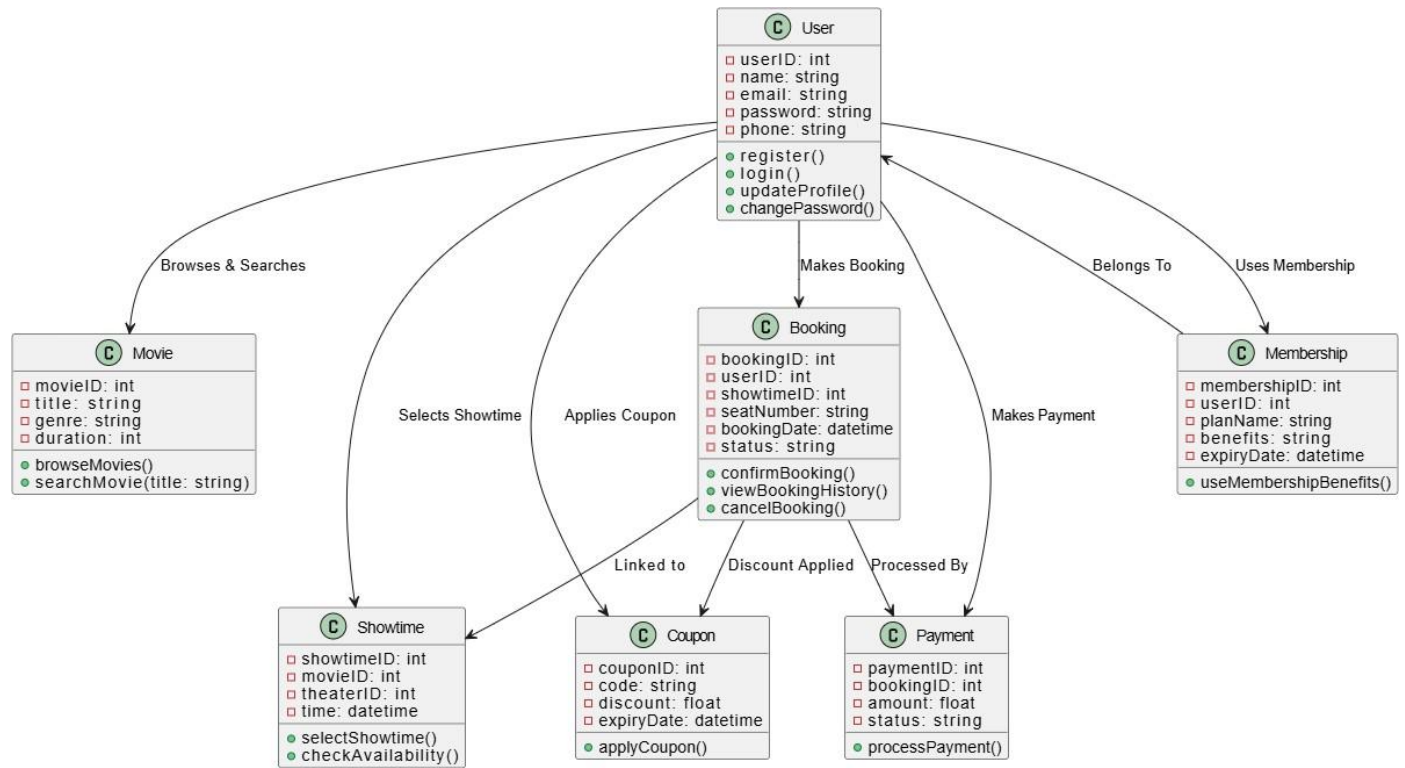 C User
userID: int
name: string
email: string
password: string
phone: string
register()
login()
updateProfile()
changePassword()
Browses & Searches
Makes Booking
Belongs To
Uses Membership
C Movie
movieID: int
title: string
genre: string
duration: int
browseMovies()
searchMovie(title: string)
Selects Showtime
Applies Coupon
C Booking
bookingID: int
userID: int
showtimeID: int
seatNumber: string
bookingDate: datetime
status: string
confirmBooking()
viewBookingHistory()
cancelBooking()
Makes Payment
C Membership
membershipID: int
userID: int
planName: string
benefits: string
expiryDate: datetime
useMembershipBenefits()
Linked to
Discount Applied
Processed By
C Showtime
showtimeID: int
movieID: int
theaterID: int
time: datetime
selectShowtime()
checkAvailability()
C Coupon
couponID: int
code: string
discount: float
expiryDate: datetime
applyCoupon()
C Payment
paymentID: int
bookingID: int
amount: float
status: string
processPayment()